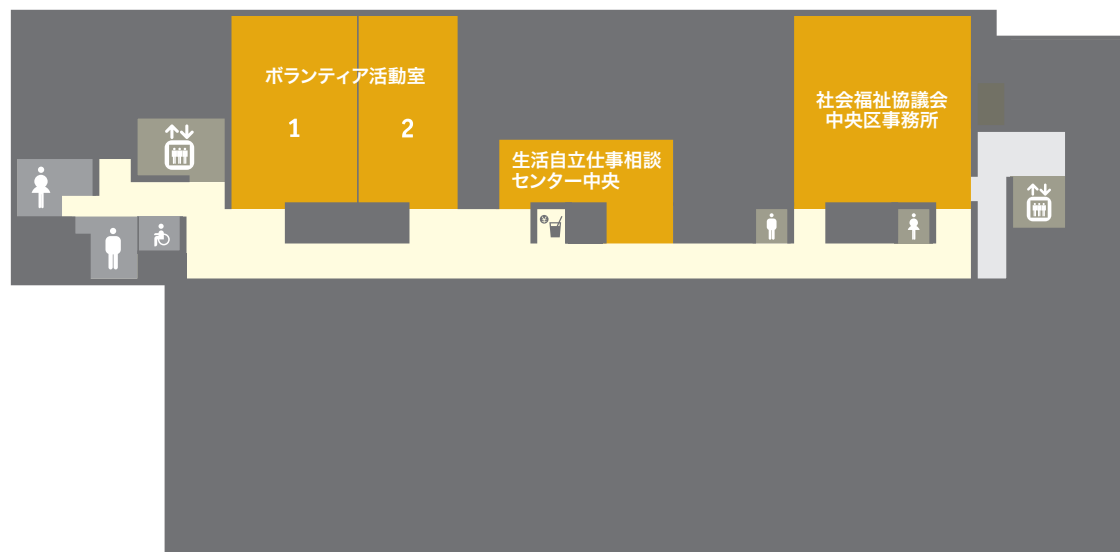 ボランティア活動室
1
2
生活自立仕事相談
センター中央
社会福祉協議会
中央区事務所
¥